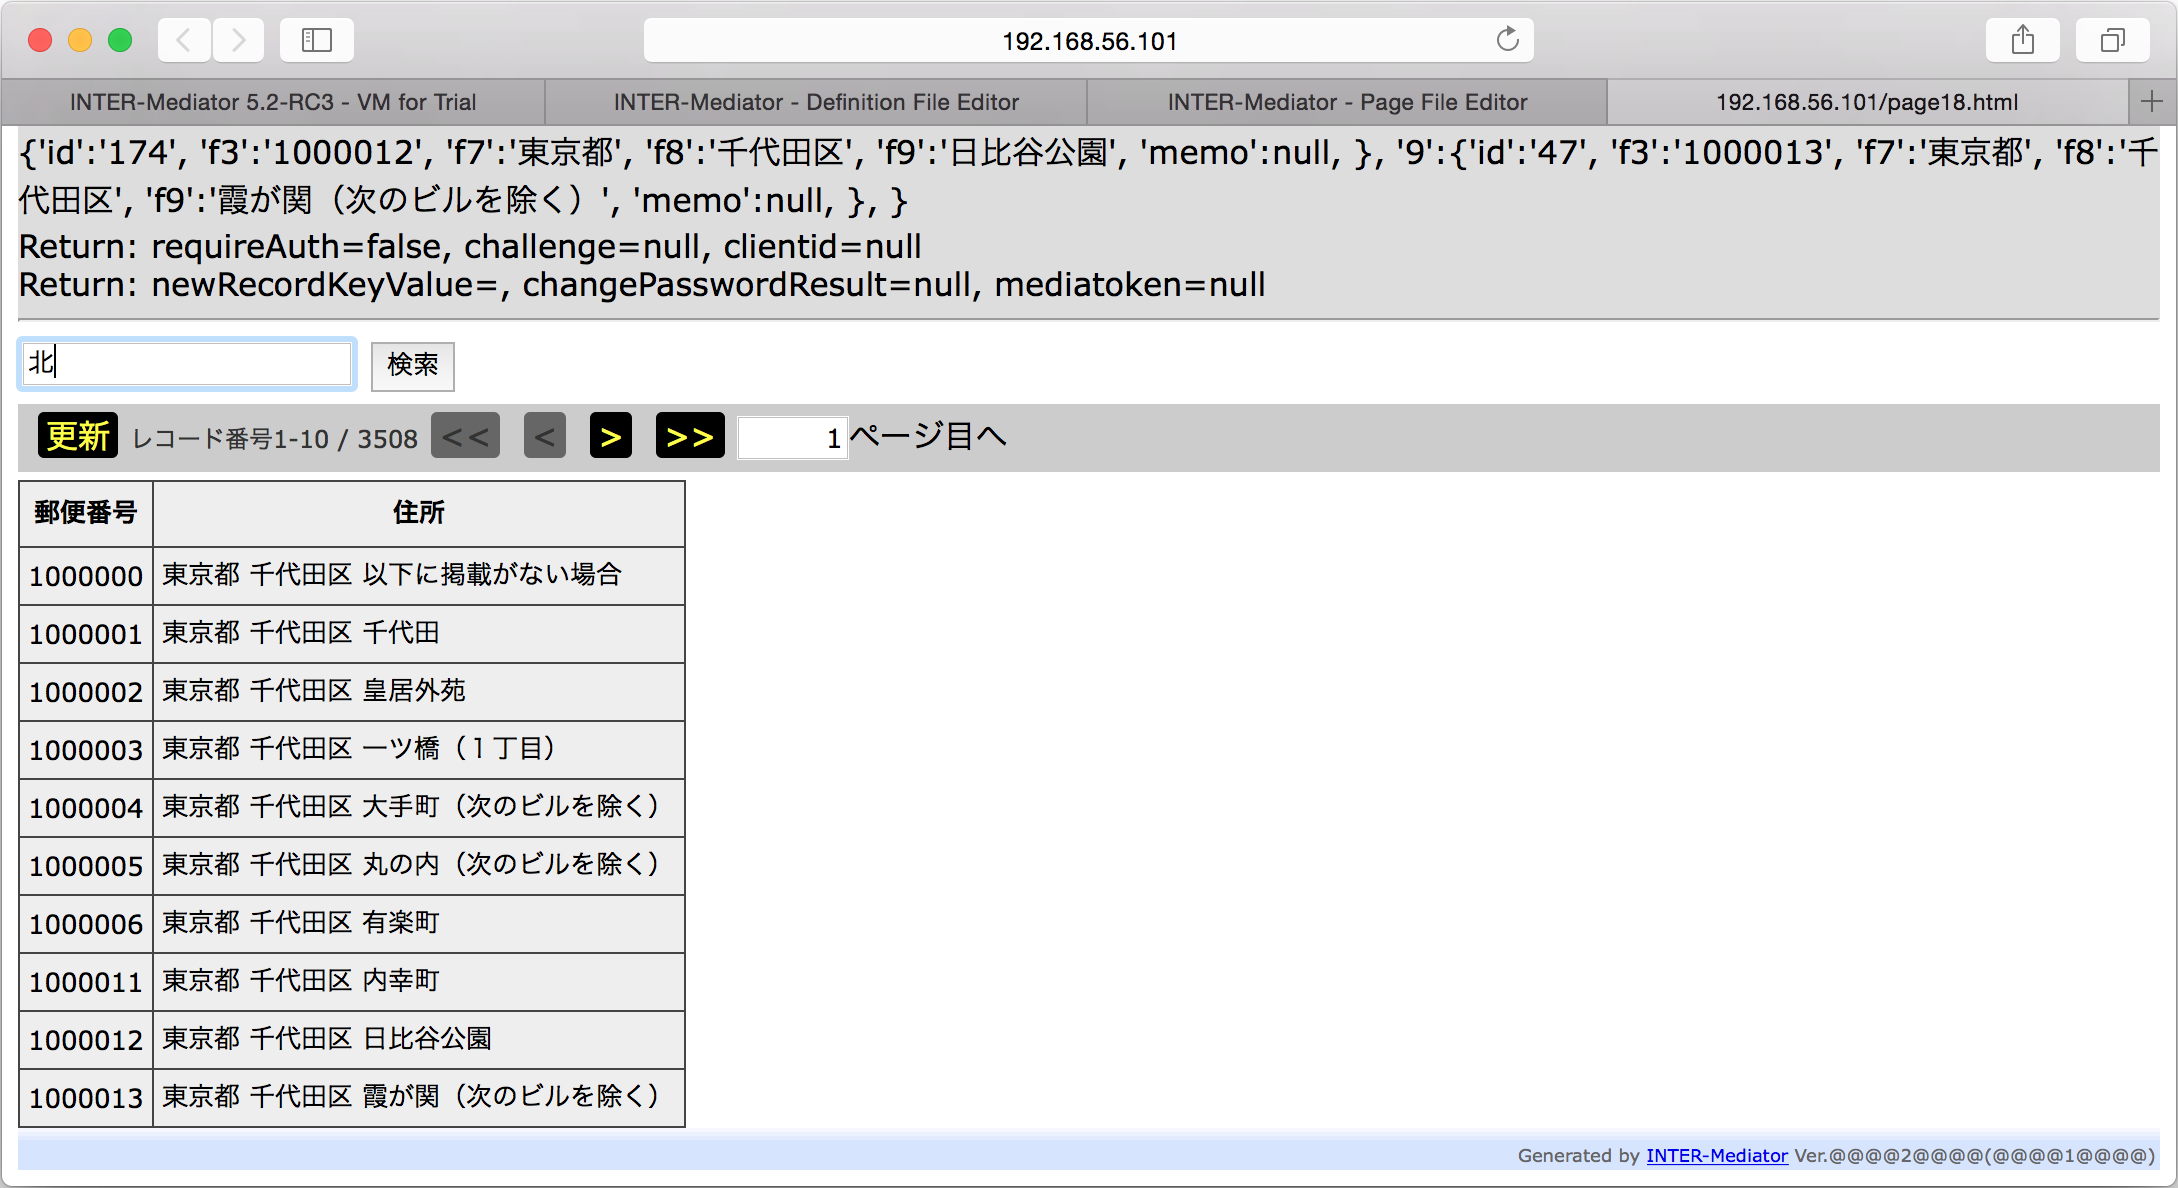 192.168.56.101
INTER-Mediator 5.2-RC3 - VM for Trial INTER-Mediator - Definition File Editor INTER-Mediator - Page File Editor 192.168.56.101/page18.html
{'id':'174', 'f3':'1000012', 'f7':'東京都', 'f8':'千代田区', 'f9':'日比谷公園', 'memo':null, }, '9':{'id':'47', 'f3':'1000013', 'f7':'東京都', 'f8':'千
代田区', 'f9':'霞が関（次のビルを除く）', 'memo':null, }, }
Return: requireAuth=false, challenge=null, clientid=null
Return: newRecordKeyValue=, changePasswordResult=null, mediatoken=null
北 検索
更新 レコード番号1-10 / 3508 << < > >> 1 ページ目へ
郵便番号 住所
1000000 東京都 千代田区 以下に掲載がない場合
1000001 東京都 千代田区 千代田
1000002 東京都 千代田区 皇居外苑
1000003 東京都 千代田区 一ツ橋（１丁目）
1000004 東京都 千代田区 大手町（次のビルを除く）
1000005 東京都 千代田区 丸の内（次のビルを除く）
1000006 東京都 千代田区 有楽町
1000011 東京都 千代田区 内幸町
1000012 東京都 千代田区 日比谷公園
1000013 東京都 千代田区 霞が関（次のビルを除く）
Generated by INTER-Mediator Ver.@@@@2@@@@(@@@@1@@@@)